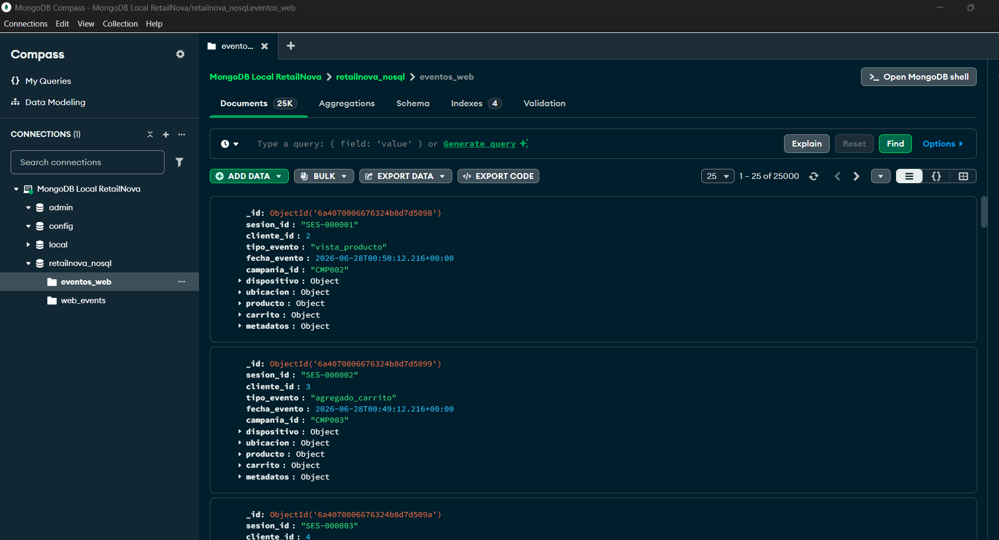 MongoDB Compass - MongoDB Local RetailNova/retailnova_nosql.eventos_web
Connections Edit View Collection Help
Compass
{} My Queries
Data Modeling
CONNECTIONS (1)
Search connections
MongoDB Local RetailNova
admin
config
local
retailnova_nosql
eventos_web
web_events
evento...
MongoDB Local RetailNova > retailnova_nosql > eventos_web
>_ Open MongoDB shell
Documents 25K Aggregations Schema Indexes 4 Validation
Type a query: { field: 'value' } or Generate query
Explain Reset Find Options
ADD DATA BULK EXPORT DATA EXPORT CODE
25 1 – 25 of 25000
_id: ObjectId('6a4070006676324b8d7d5098')
sesion_id : "SES-000001"
cliente_id : 2
tipo_evento : "vista_producto"
fecha_evento : 2026-06-28T00:50:12.216+00:00
campania_id : "CMP002"
dispositivo : Object
ubicacion : Object
producto : Object
carrito : Object
metadatos : Object
_id: ObjectId('6a4070006676324b8d7d5099')
sesion_id : "SES-000002"
cliente_id : 3
tipo_evento : "agregado_carrito"
fecha_evento : 2026-06-28T00:49:12.216+00:00
campania_id : "CMP003"
dispositivo : Object
ubicacion : Object
producto : Object
carrito : Object
metadatos : Object
_id: ObjectId('6a4070006676324b8d7d509a')
sesion_id : "SES-000003"
cliente_id : 4